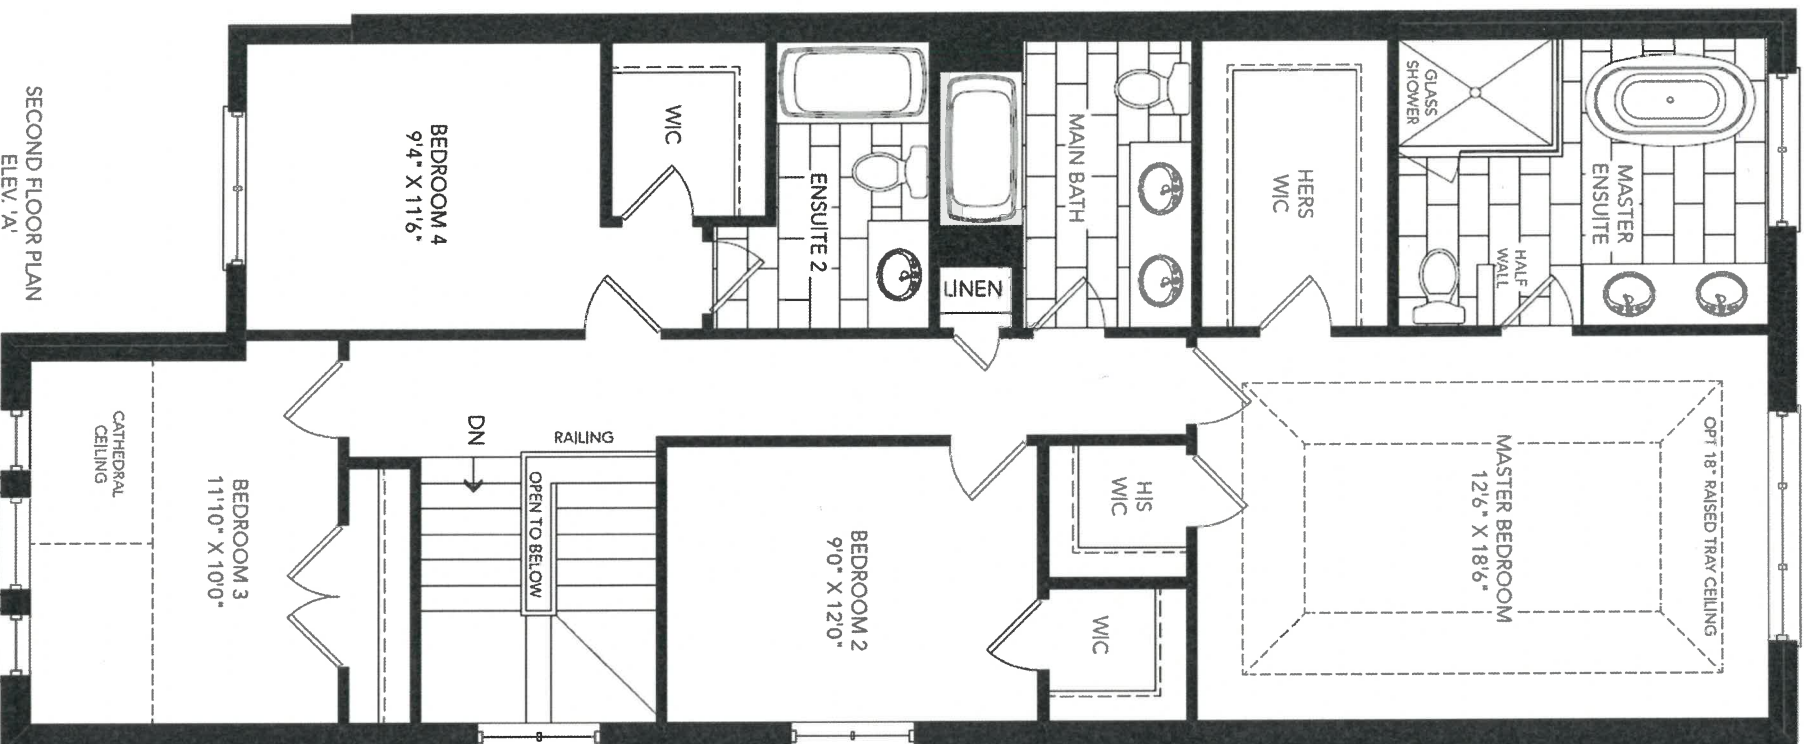 SECOND FLOOR PLAN
ELEV. 'A'
BEDROOM 4
9'4" X 11'6"
WIC
ENSUITE 2
LINEN
MAIN BATH
HERS
WIC
GLASS
SHOWER
MASTER
ENSUITE
HALF
WALL
CATHEDRAL
CEILING
BEDROOM 3
11'10" X 10'0"
DN
RAILING
OPEN TO BELOW
BEDROOM 2
9'0" X 12'0"
HIS
WIC
WIC
MASTER BEDROOM
12'6" X 18'6"
OPT 18" RAISED TRAY CEILING